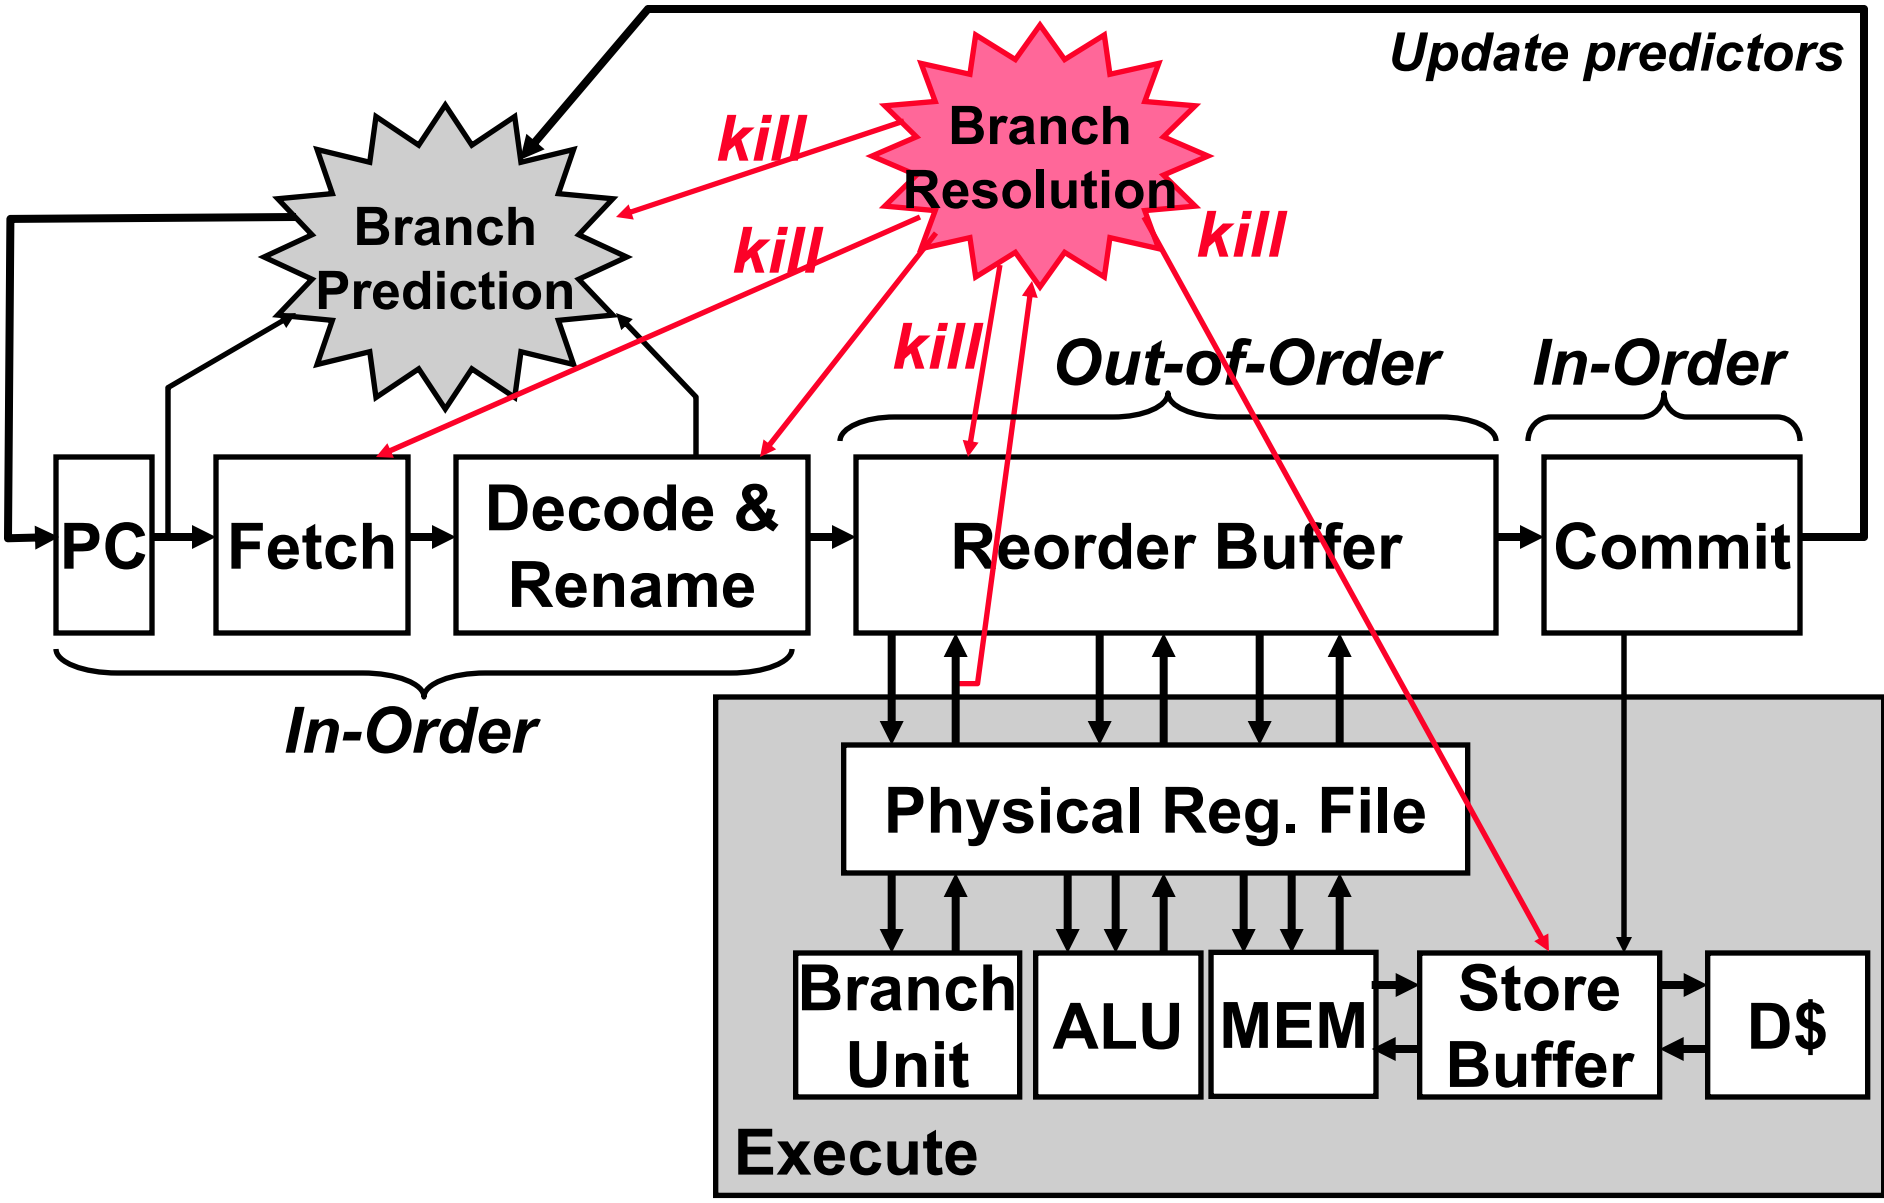 Update predictors
Branch
Resolution
kill
Branch
Prediction
kill
kill
kill
Out-of-Order
In-Order
PC
Fetch
Decode &
Rename
Reorder Buffer
Commit
In-Order
Physical Reg. File
Branch
Unit
ALU
MEM
Store
Buffer
D$
Execute